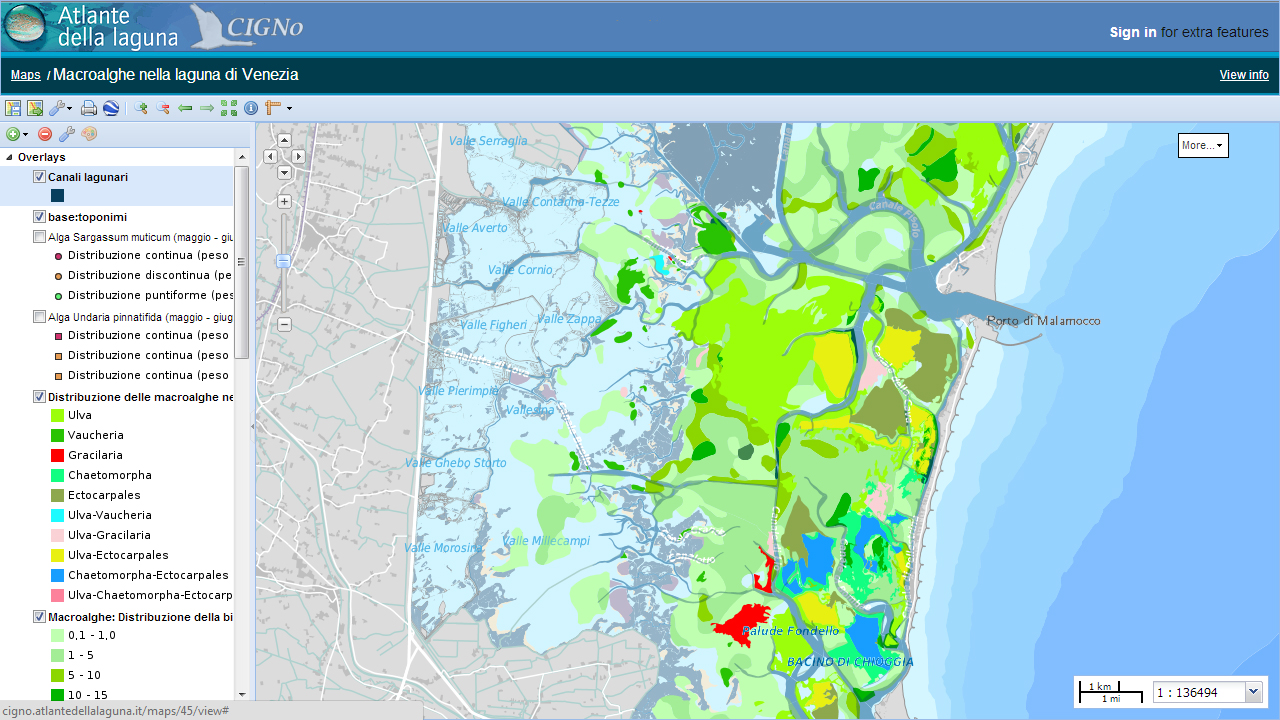 Atlante
della laguna
CIGNo
Sign in for extra features
Maps / Macroalghe nella laguna di Venezia
View info
Overlays
Canali lagunari
base:toponimi
Alga Sargassum muticum (maggio - giu
Distribuzione continua (peso
Distribuzione discontinua (pe
Distribuzione puntiforme (pes
Alga Undaria pinnatifida (maggio - giug
Distribuzione continua (peso
Distribuzione continua (peso
Distribuzione continua (peso
Distribuzione delle macroalghe ne
Ulva
Vaucheria
Gracilaria
Chaetomorpha
Ectocarpales
Ulva-Vaucheria
Ulva-Gracilaria
Ulva-Ectocarpales
Chaetomorpha-Ectocarpales
Ulva-Chaetomorpha-Ectocarp
Macroalghe: Distribuzione della bi
0,1 - 1,0
1 - 5
5 - 10
10 - 15
cigno.atlantedellalaguna.it/maps/45/view#
More...
Valle Serraglia
Valle Contarina-Tezze
Valle Averto
Canale Fisolo
Valle Cornio
Valle Zappa
Valle Figheri
Porto di Malamocco
Valle Pierimpiè
Vallesina
Valle Ghebo Storto
Valle Millecampi
Valle Morosina
Palude Fondello
BACINO DI CHIOGGIA
1 km
1 mi
1 : 136494